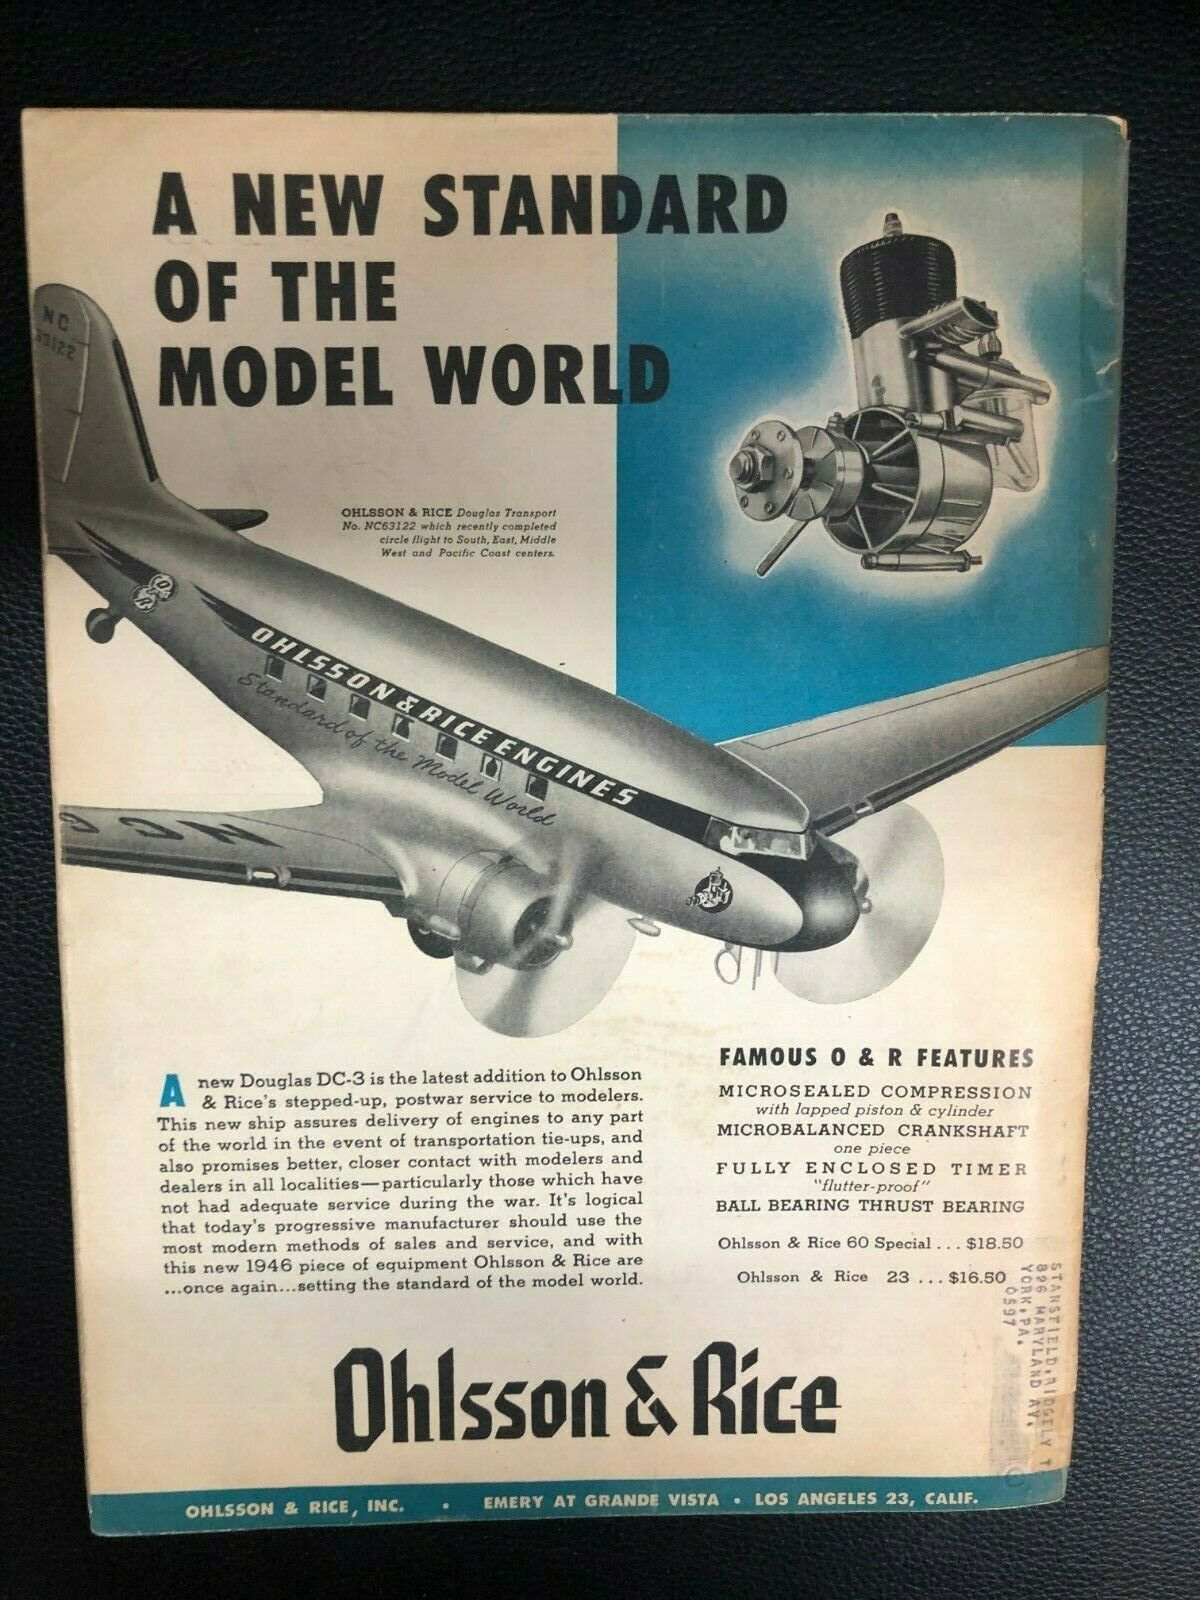 A NEW STANDARD
OF THE
MODEL WORLD
NC
OHLSSON & RICE Douglas Transport
No. NC63122 which recently completed
circle flight to South, East, Middle
West and Pacific Coast centers.
O&R
OHLSSON & RICE ENGINES
Standard of the Model World
NC6
A new Douglas DC-3 is the latest addition to Ohlsson
& Rice's stepped-up, postwar service to modelers.
This new ship assures delivery of engines to any part
of the world in the event of transportation tie-ups, and
also promises better, closer contact with modelers and
dealers in all localities—particularly those which have
not had adequate service during the war. It's logical
that today's progressive manufacturer should use the
most modern methods of sales and service, and with
this new 1946 piece of equipment Ohlsson & Rice are
...once again...setting the standard of the model world.
FAMOUS O & R FEATURES
MICROSEALED COMPRESSION
with lapped piston & cylinder
MICROBALANCED CRANKSHAFT
one piece
FULLY ENCLOSED TIMER
"flutter-proof"
BALL BEARING THRUST BEARING
Ohlsson & Rice 60 Special ... $18.50
Ohlsson & Rice 23 ... $16.50
STANSFIELD,RIDGELY T
826 MARYLAND AV.
YORK,PA.
0597
Ohlsson & Rice
OHLSSON & RICE, INC. • EMERY AT GRANDE VISTA • LOS ANGELES 23, CALIF.